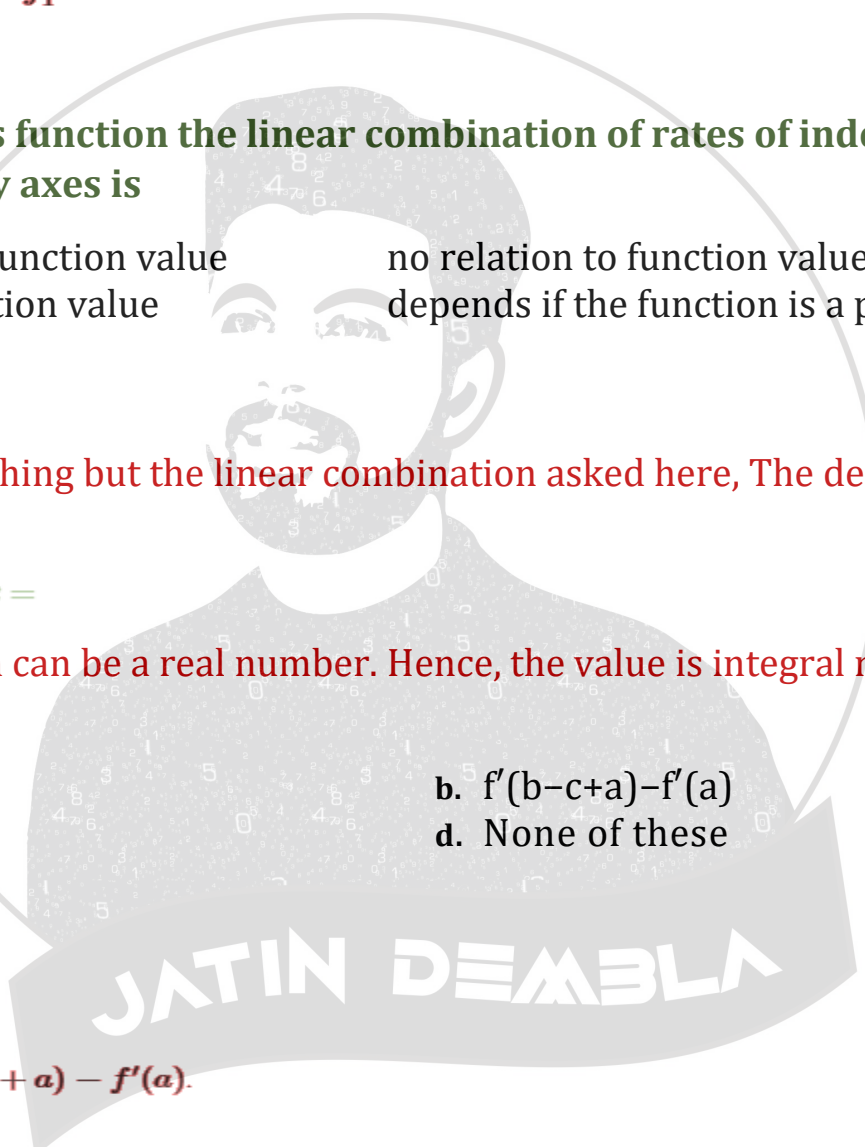 s function the linear combination of rates of inde
y axes is
unction value no relation to function value
tion value depends if the function is a p
thing but the linear combination asked here, The de
=
can be a real number. Hence, the value is integral
b. f′(b−c+a)−f′(a)
d. None of these
JATIN DEMBLA
+ a) − f′(a).